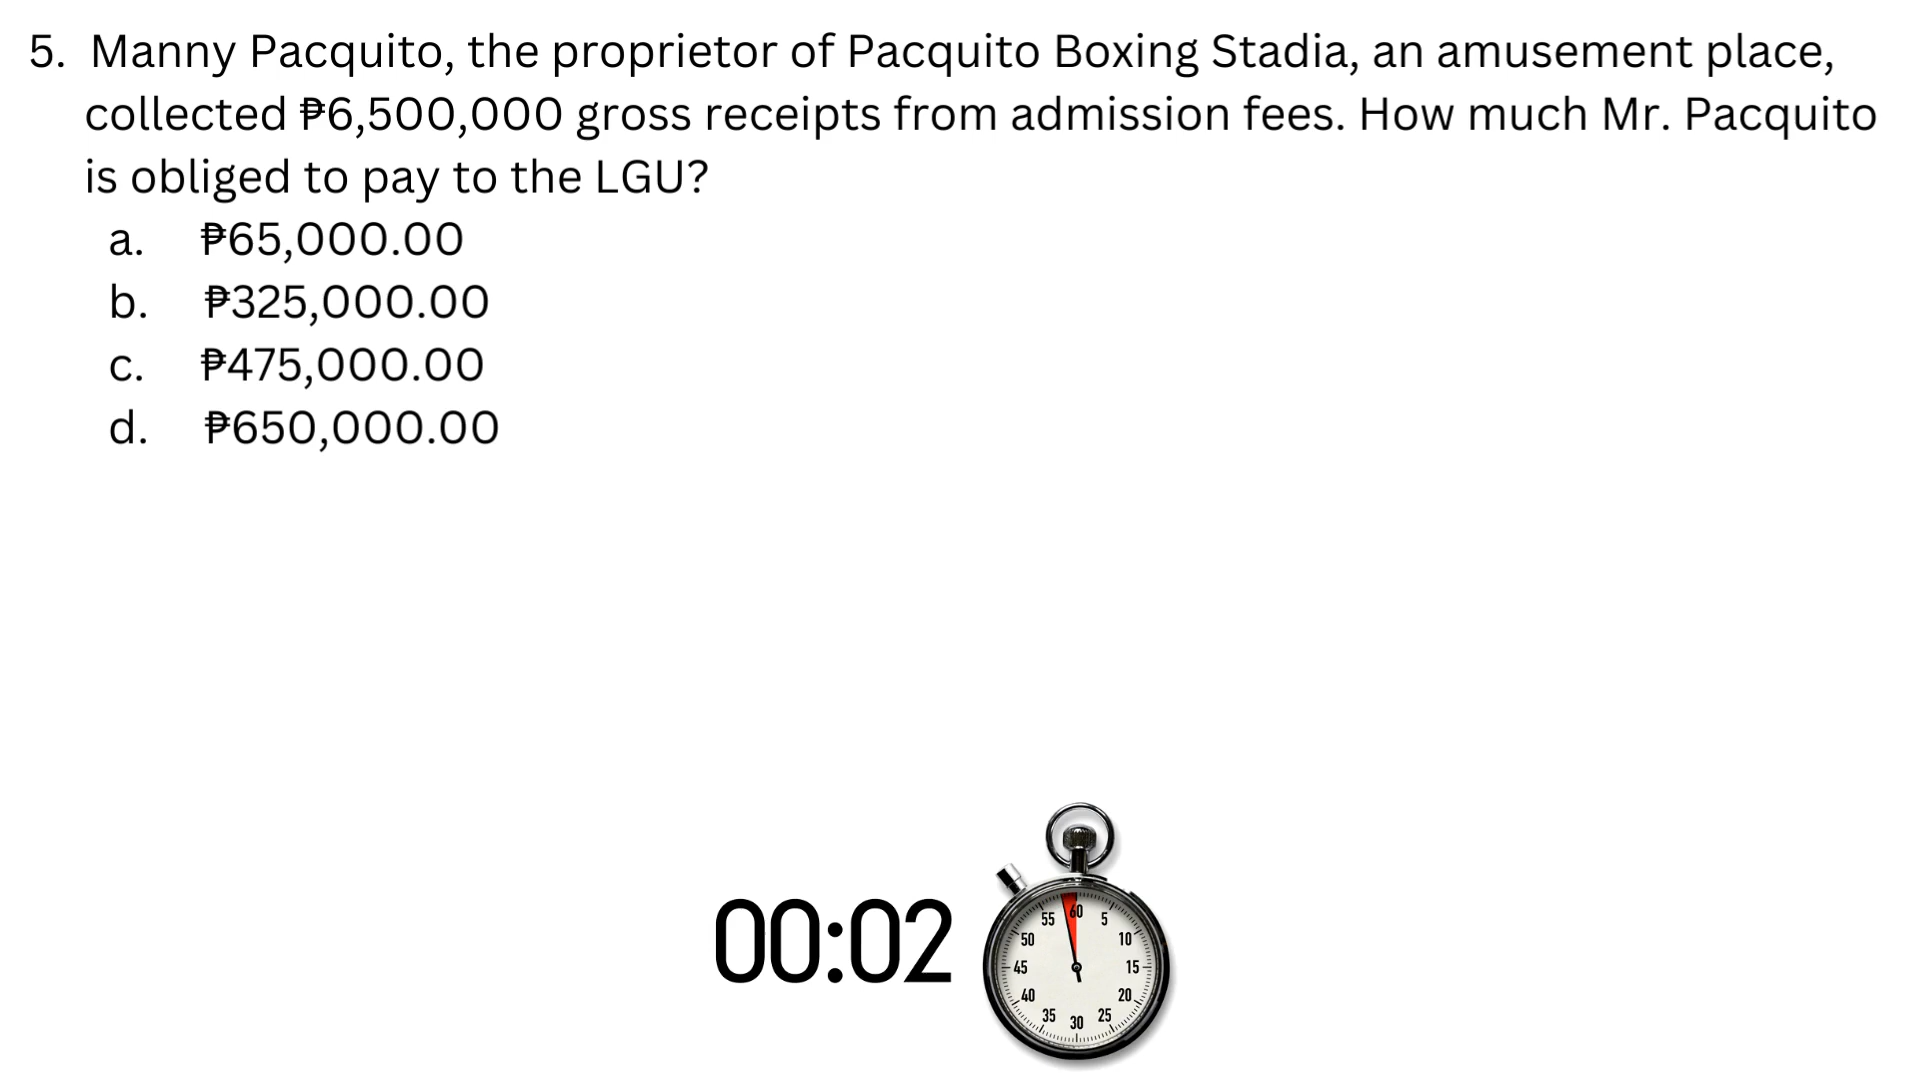 5. Manny Pacquito, the proprietor of Pacquito Boxing Stadia, an amusement place,
collected ₱6,500,000 gross receipts from admission fees. How much Mr. Pacquito
is obliged to pay to the LGU?
a. ₱65,000.00
b. ₱325,000.00
c. ₱475,000.00
d. ₱650,000.00
00:02
60
55 5
50 10
45 15
40 20
35 30 25